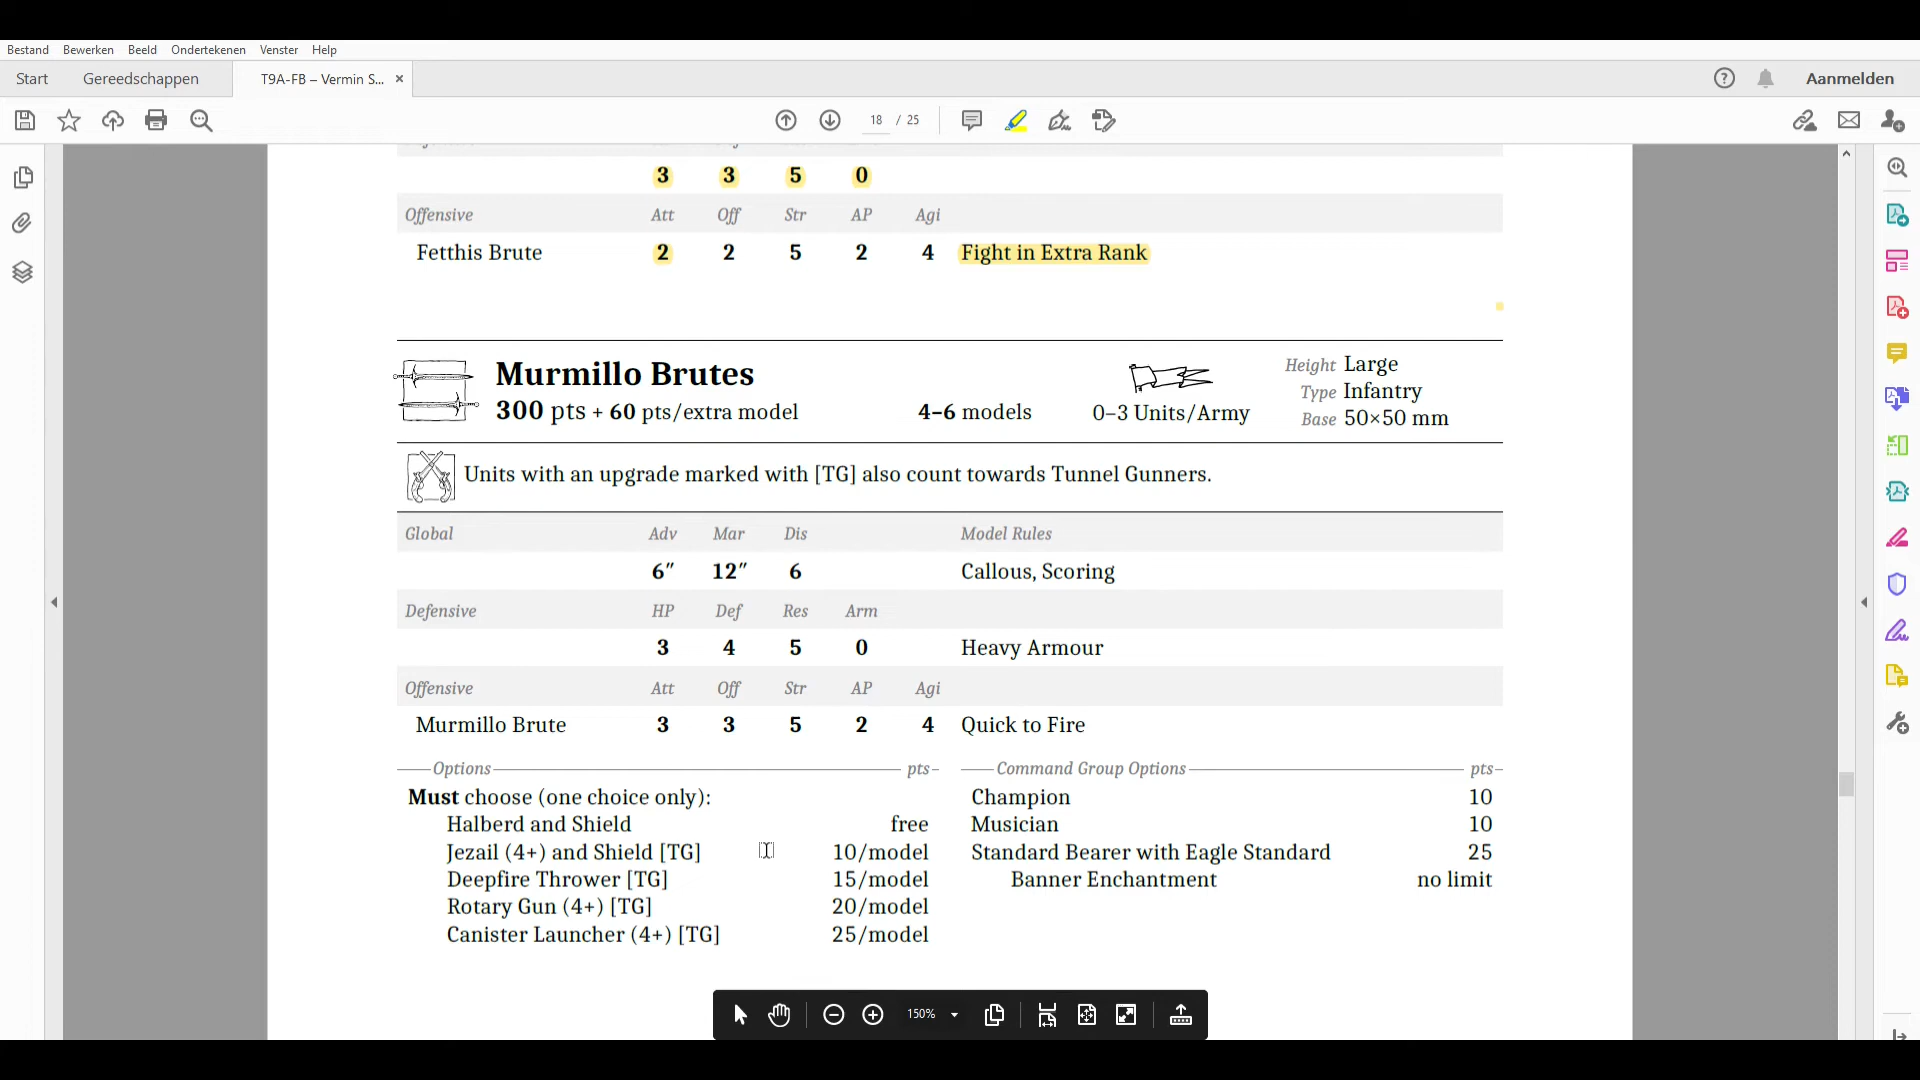 Bestand Bewerken Beeld Ondertekenen Venster Help
Start Gereedschappen T9A-FB – Vermin S... × Aanmelden
18 / 25
3 3 5 0
Offensive Att Off Str AP Agi
Fetthis Brute 2 2 5 2 4 Fight in Extra Rank
Murmillo Brutes
300 pts + 60 pts/extra model 4–6 models 0–3 Units/Army
Height Large
Type Infantry
Base 50×50 mm
Units with an upgrade marked with [TG] also count towards Tunnel Gunners.
Global Adv Mar Dis Model Rules
6″ 12″ 6 Callous, Scoring
Defensive HP Def Res Arm
3 4 5 0 Heavy Armour
Offensive Att Off Str AP Agi
Murmillo Brute 3 3 5 2 4 Quick to Fire
Options pts
Must choose (one choice only):
Halberd and Shield free
Jezail (4+) and Shield [TG] 10/model
Deepfire Thrower [TG] 15/model
Rotary Gun (4+) [TG] 20/model
Canister Launcher (4+) [TG] 25/model
Command Group Options pts
Champion 10
Musician 10
Standard Bearer with Eagle Standard 25
Banner Enchantment no limit
150%